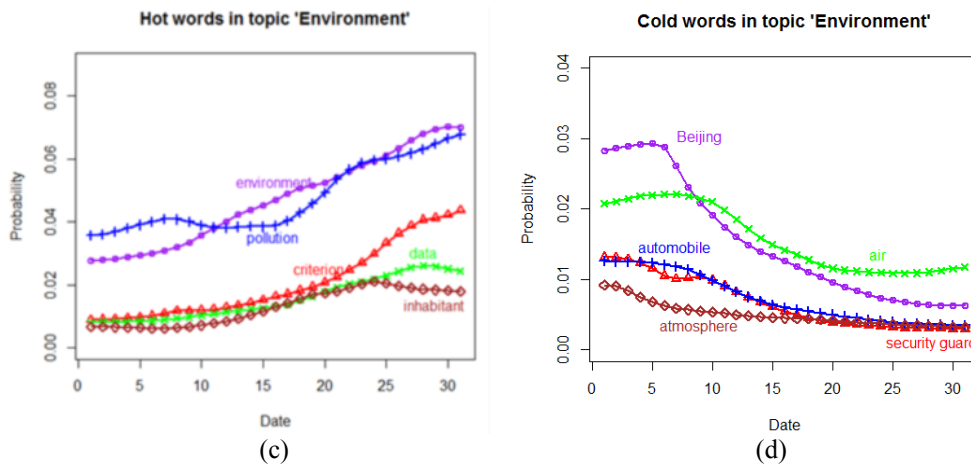 Hot words in topic 'Environment'
Probability
0.00 0.02 0.04 0.06 0.08
environment
pollution
criterion
data
inhabitant
0 5 10 15 20 25 30
Date
(c)
Cold words in topic 'Environment'
Probability
0.00 0.01 0.02 0.03 0.04
Beijing
air
automobile
atmosphere
security guard
0 5 10 15 20 25 30
Date
(d)